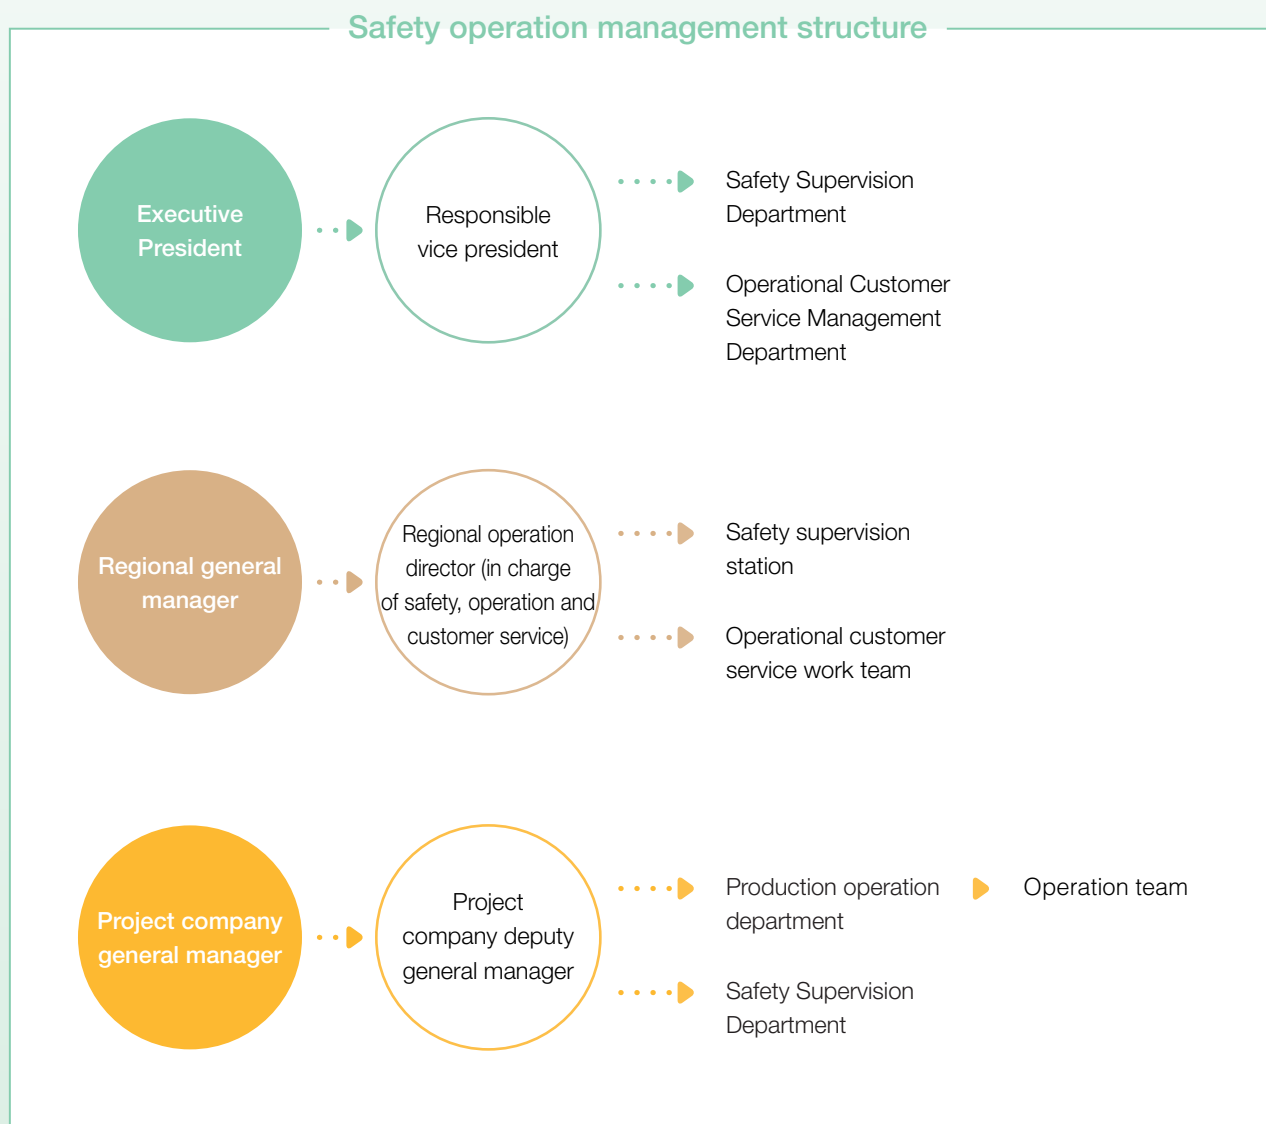 Safety operation management structure
Executive
President
Responsible
vice president
Safety Supervision
Department
Operational Customer
Service Management
Department
Regional general
manager
Regional operation
director (in charge
of safety, operation and
customer service)
Safety supervision
station
Operational customer
service work team
Project company
general manager
Project
company deputy
general manager
Production operation
department
Operation team
Safety Supervision
Department